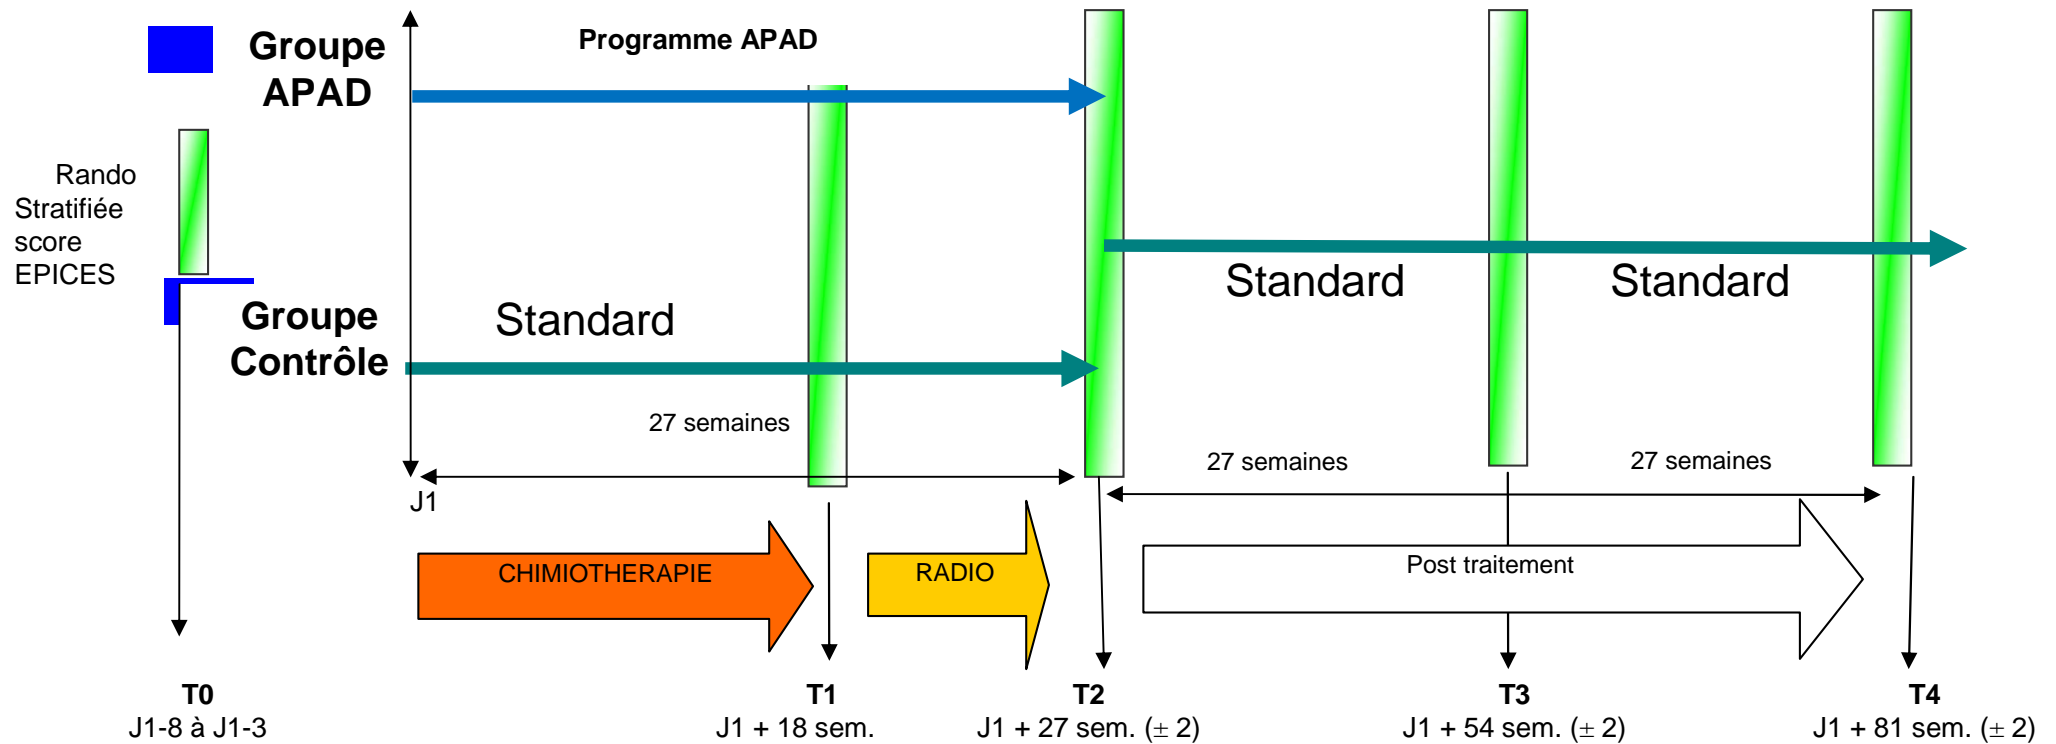 Groupe
APAD
Programme APAD
Rando
Stratifiée
score
EPICES
Groupe
Contrôle
Standard
Standard
Standard
27 semaines
27 semaines
27 semaines
J1
CHIMIOTHERAPIE
RADIO
Post traitement
T0
J1-8 à J1-3
T1
J1 + 18 sem.
T2
J1 + 27 sem. (± 2)
T3
J1 + 54 sem. (± 2)
T4
J1 + 81 sem. (± 2)